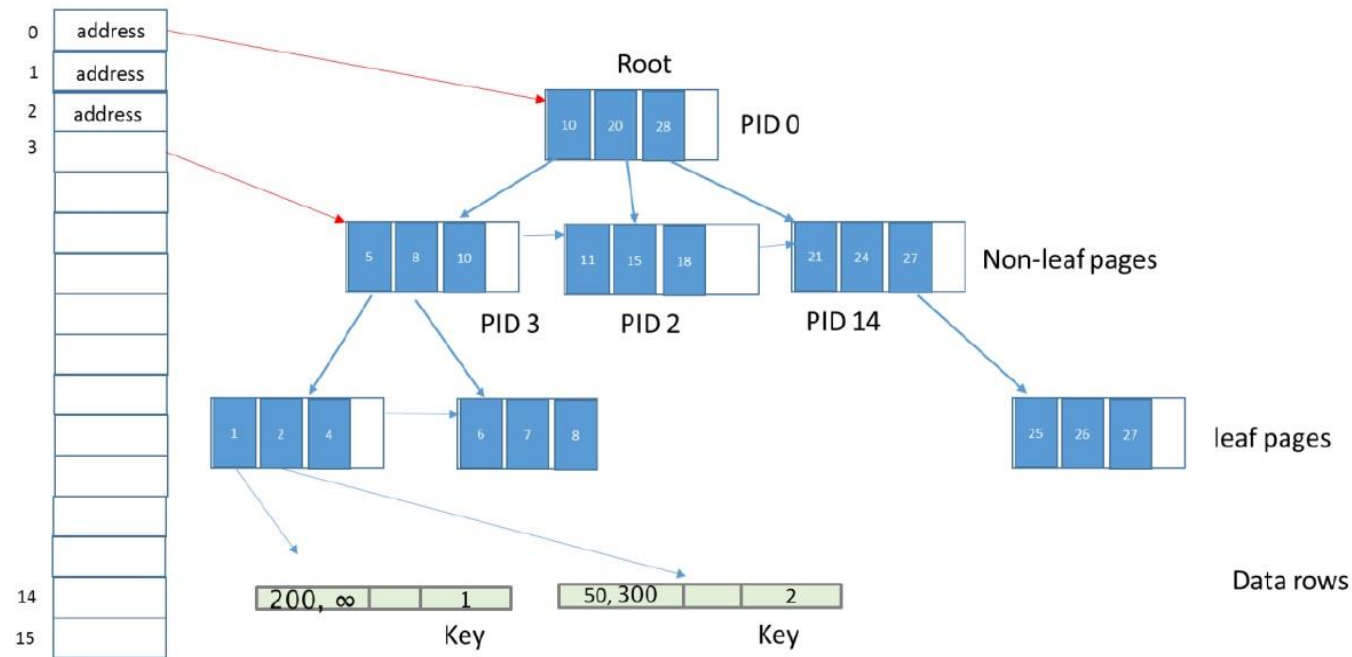 0 address
1 address
2 address
3
14
15
Root
10 20 28
PID 0
5 8 10
11 15 18
21 24 27
Non-leaf pages
PID 3
PID 2
PID 14
1 2 4
6 7 8
25 26 27
leaf pages
200, ∞ 1
50, 300 2
Data rows
Key
Key